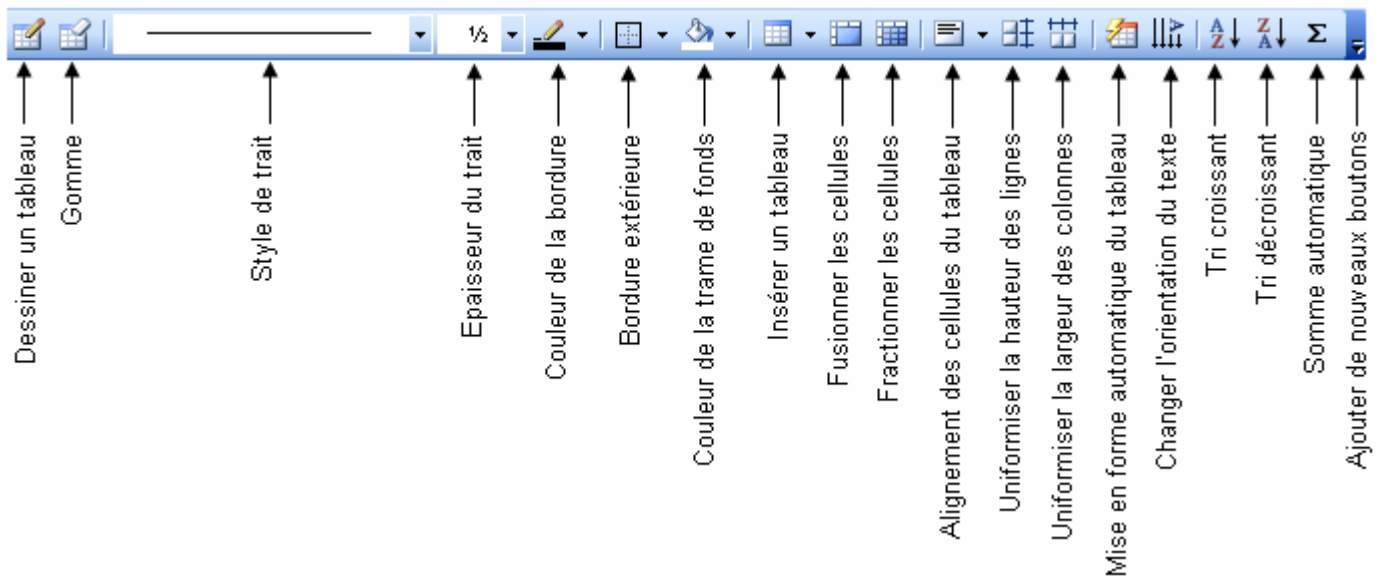 ½
A
Z
Z
A
Σ
Dessiner un tableau
Gomme
Style de trait
Epaisseur du trait
Couleur de la bordure
Bordure extérieure
Couleur de la trame de fonds
Insérer un tableau
Fusionner les cellules
Fractionner les cellules
Alignement des cellules du tableau
Uniformiser la hauteur des lignes
Uniformiser la largeur des colonnes
Mise en forme automatique du tableau
Changer l'orientation du texte
Tri croissant
Tri décroissant
Somme automatique
Ajouter de nouveaux boutons